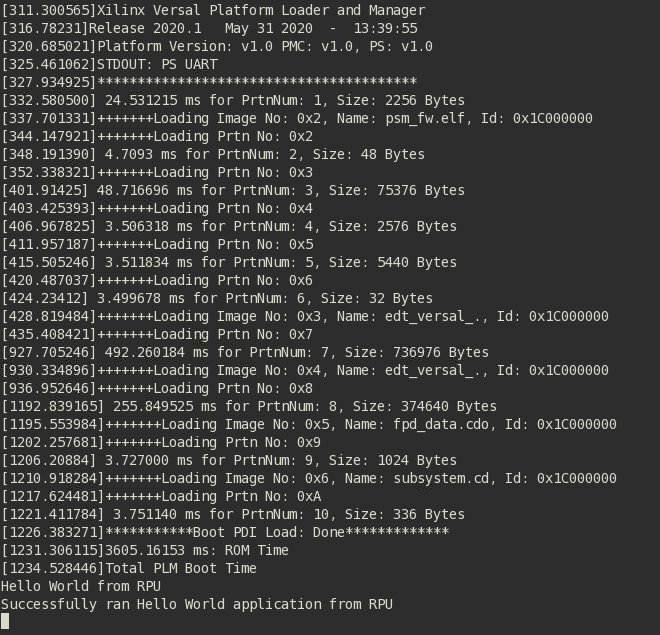 [311.300565]Xilinx Versal Platform Loader and Manager
[316.78231]Release 2020.1   May 31 2020  -  13:39:55
[320.685021]Platform Version: v1.0 PMC: v1.0, PS: v1.0
[325.461062]STDOUT: PS UART
[327.934925]****************************************
[332.580500] 24.531215 ms for PrtnNum: 1, Size: 2256 Bytes
[337.701331]+++++++Loading Image No: 0x2, Name: psm_fw.elf, Id: 0x1C000000
[344.147921]+++++++Loading Prtn No: 0x2
[348.191390] 4.7093 ms for PrtnNum: 2, Size: 48 Bytes
[352.338321]+++++++Loading Prtn No: 0x3
[401.91425] 48.716696 ms for PrtnNum: 3, Size: 75376 Bytes
[403.425393]+++++++Loading Prtn No: 0x4
[406.967825] 3.506318 ms for PrtnNum: 4, Size: 2576 Bytes
[411.957187]+++++++Loading Prtn No: 0x5
[415.505246] 3.511834 ms for PrtnNum: 5, Size: 5440 Bytes
[420.487037]+++++++Loading Prtn No: 0x6
[424.23412] 3.499678 ms for PrtnNum: 6, Size: 32 Bytes
[428.819484]+++++++Loading Image No: 0x3, Name: edt_versal_., Id: 0x1C000000
[435.408421]+++++++Loading Prtn No: 0x7
[927.705246] 492.260184 ms for PrtnNum: 7, Size: 736976 Bytes
[930.334896]+++++++Loading Image No: 0x4, Name: edt_versal_., Id: 0x1C000000
[936.952646]+++++++Loading Prtn No: 0x8
[1192.839165] 255.849525 ms for PrtnNum: 8, Size: 374640 Bytes
[1195.553984]+++++++Loading Image No: 0x5, Name: fpd_data.cdo, Id: 0x1C000000
[1202.257681]+++++++Loading Prtn No: 0x9
[1206.20884] 3.727000 ms for PrtnNum: 9, Size: 1024 Bytes
[1210.918284]+++++++Loading Image No: 0x6, Name: subsystem.cd, Id: 0x1C000000
[1217.624481]+++++++Loading Prtn No: 0xA
[1221.411784] 3.751140 ms for PrtnNum: 10, Size: 336 Bytes
[1226.383271]***********Boot PDI Load: Done*************
[1231.306115]3605.16153 ms: ROM Time
[1234.528446]Total PLM Boot Time
Hello World from RPU
Successfully ran Hello World application from RPU